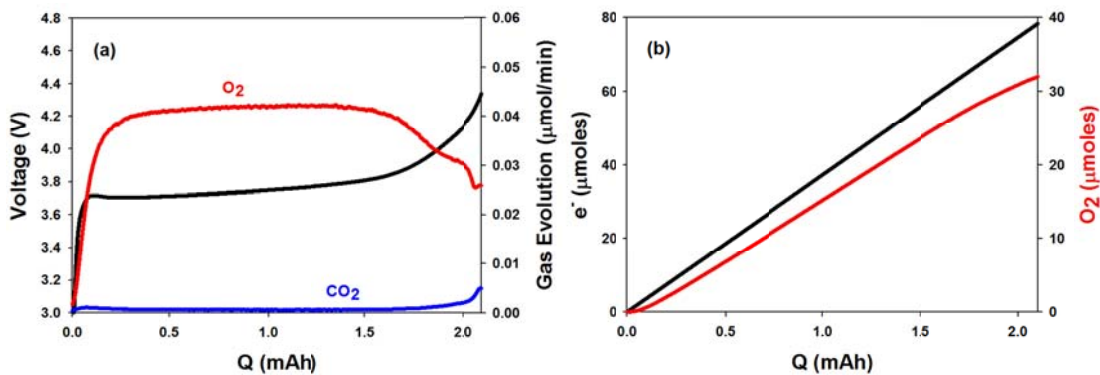 (a)
O2
CO2
Voltage (V)
4.8
4.6
4.4
4.2
4.0
3.8
3.6
3.4
3.2
3.0
0.0 0.5 1.0 1.5 2.0
Q (mAh)
0.06
0.05
0.04
0.03
0.02
0.01
0.00
Gas Evolution (μmol/min)
(b)
e- (μmoles)
80
60
40
20
0
0.0 0.5 1.0 1.5 2.0
Q (mAh)
40
30
20
10
0
O2 (μmoles)